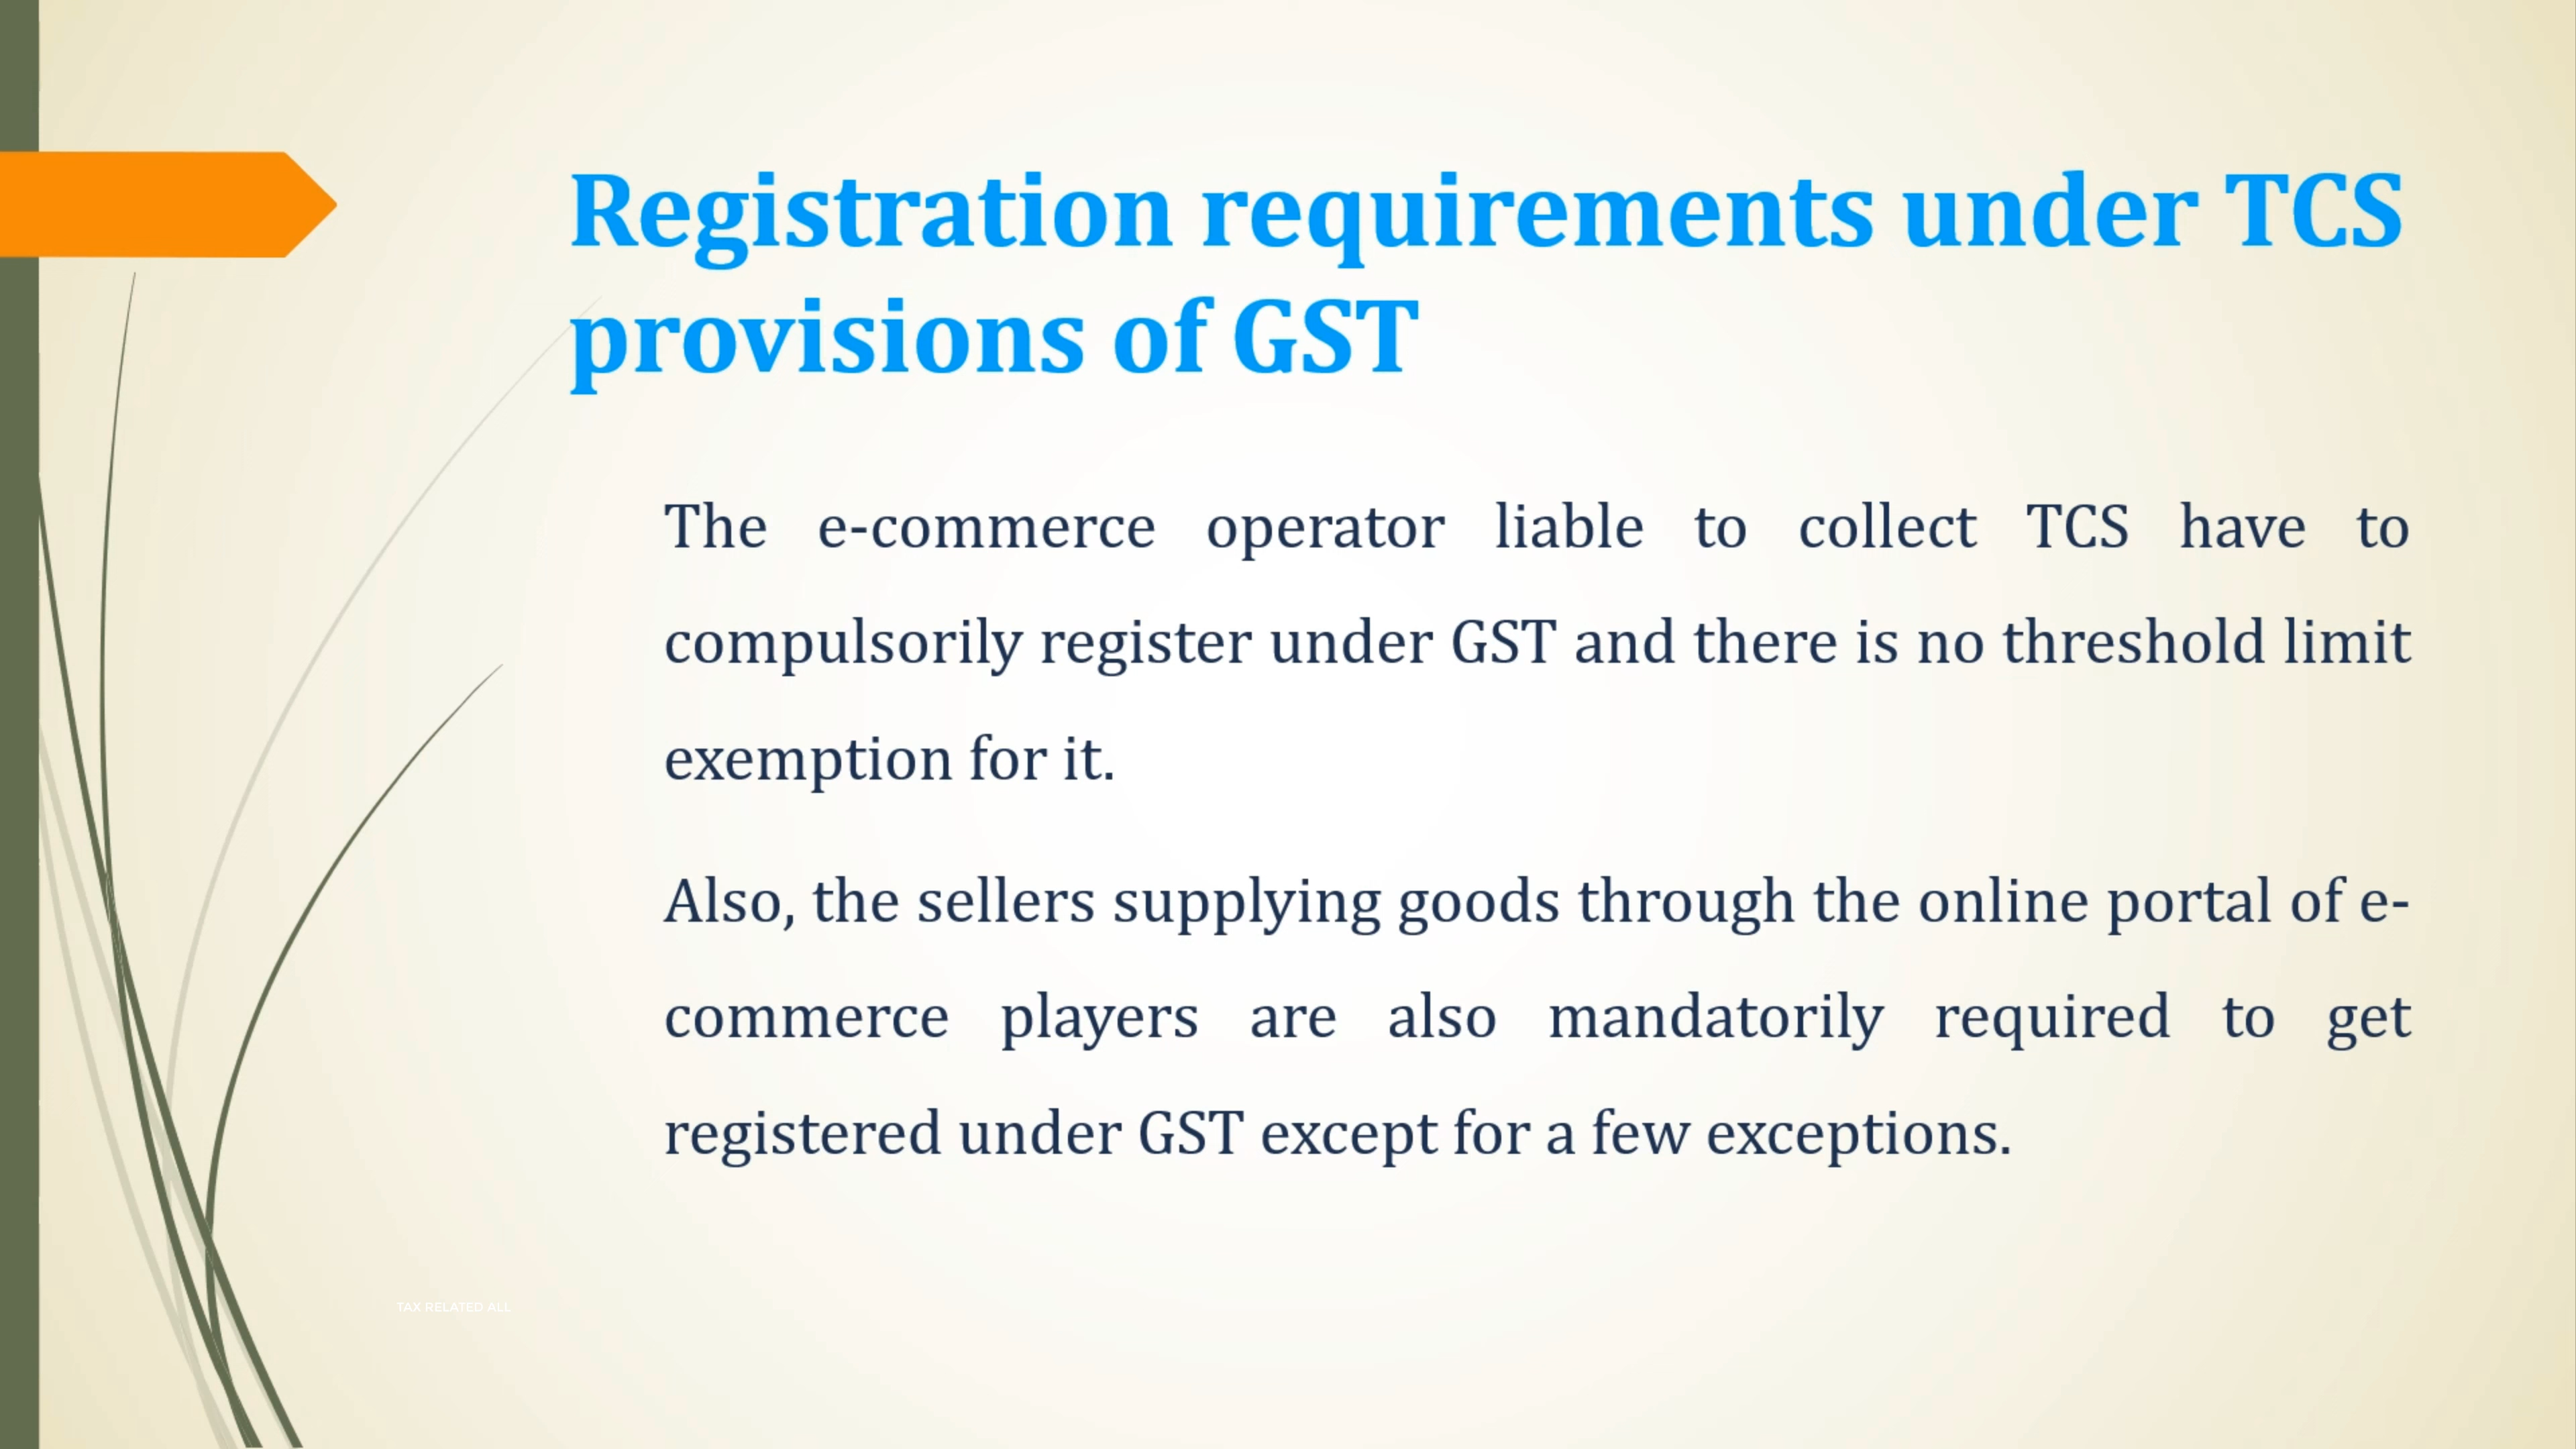 Registration requirements under TCS
provisions of GST
The e-commerce operator liable to collect TCS have to
compulsorily register under GST and there is no threshold limit
exemption for it.
Also, the sellers supplying goods through the online portal of e-
commerce players are also mandatorily required to get
registered under GST except for a few exceptions.
TAX RELATED ALL